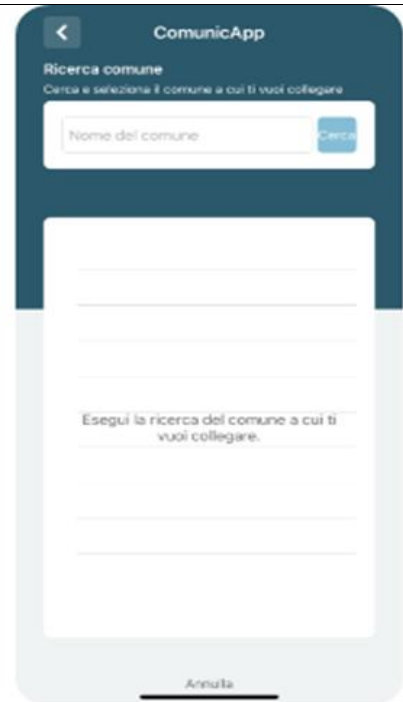 ComunicApp
Ricerca comune
Cerca e seleziona il comune a cui ti vuoi collegare
Nome del comune
Cerca
Esegui la ricerca del comune a cui ti
vuoi collegare.
Annulla